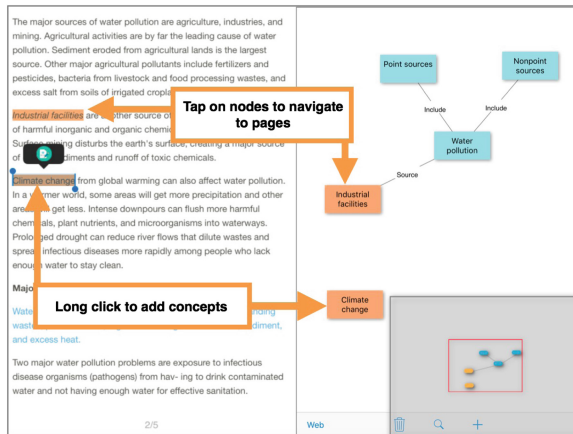 The major sources of water pollution are agriculture, industries, and
mining. Agricultural activities are by far the leading cause of water
pollution. Sediment eroded from agricultural lands is the largest
source. Other major agricultural pollutants include fertilizers and
pesticides, bacteria from livestock and food processing wastes, and
excess salt from soils of irrigated
Industrial facilities are another source of
of harmful inorganic and organic
Surface mining disturbs the earth's surface, creating a major source
of sediments and runoff of toxic chemicals.
Climate change from global warming can also affect water pollution.
In a warmer world, some areas will get more precipitation and other
areas get less. Intense downpours can flush more harmful
chemicals, plant nutrients, and microorganisms into waterways.
Prolonged drought can reduce river flows that dilute wastes and
spread infectious diseases more rapidly among people who lack
enough water to stay clean.
Majo
Wate
waste
and excess heat.
Two major water pollution problems are exposure to infectious
disease organisms (pathogens) from hav- ing to drink contaminated
water and not having enough water for effective sanitation.
2/5
Tap on nodes to navigate
to pages
Long click to add concepts
Point sources
Nonpoint
sources
Include
Include
Water
pollution
Source
Industrial
facilities
Climate
change
Web